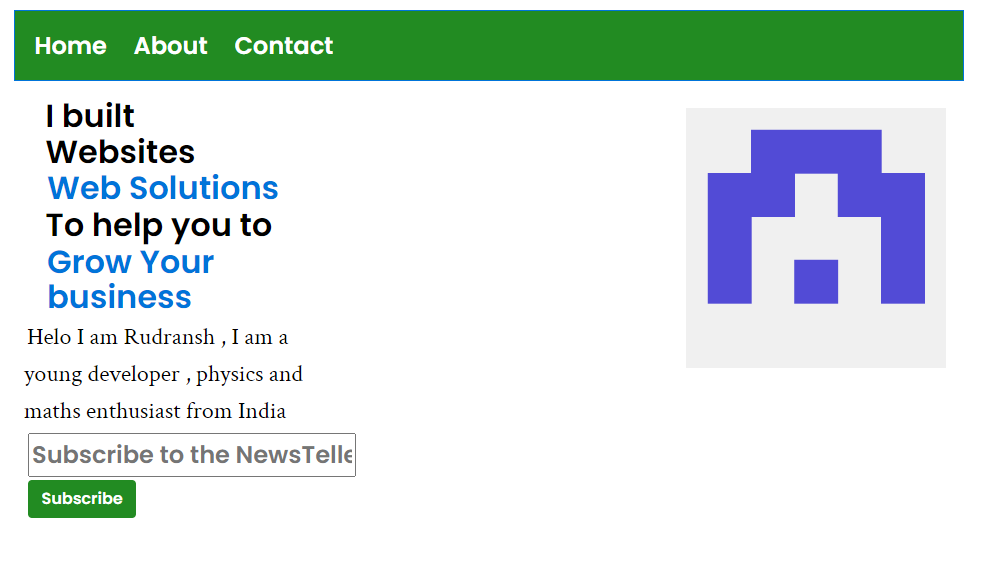 Home About Contact
I built
Websites
Web Solutions
To help you to
Grow Your
business
Helo I am Rudransh , I am a
young developer , physics and
maths enthusiast from India
Subscribe to the NewsTelle
Subscribe